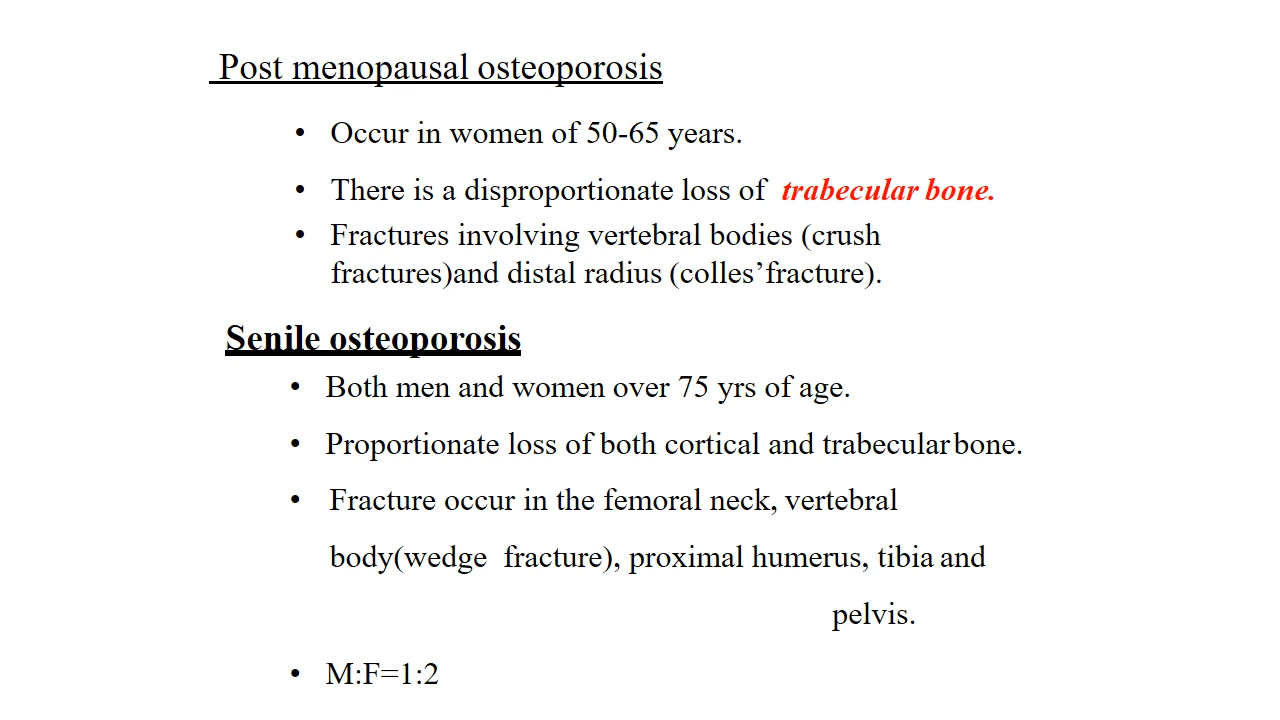 Post menopausal osteoporosis
• Occur in women of 50-65 years.
• There is a disproportionate loss of trabecular bone.
• Fractures involving vertebral bodies (crush
fractures)and distal radius (colles’fracture).
Senile osteoporosis
• Both men and women over 75 yrs of age.
• Proportionate loss of both cortical and trabecular bone.
• Fracture occur in the femoral neck, vertebral
body(wedge fracture), proximal humerus, tibia and
pelvis.
• M:F=1:2